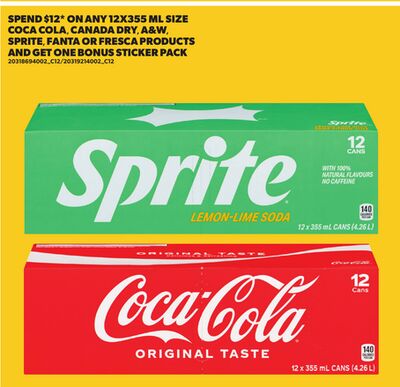 SPEND $12* ON ANY 12X355 ML SIZE
COCA COLA, CANADA DRY, A&W,
SPRITE, FANTA OR FRESCA PRODUCTS
AND GET ONE BONUS STICKER PACK
20318694002_C12/20319214002_C12
12
CANS
Sprite
WITH 100%
NATURAL FLAVOURS
NO CAFFEINE
LEMON-LIME SODA
140
12 x 355 mL CANS (4.26 L)
ORIGINAL TASTE
12
Cans
Coca-Cola
ORIGINAL TASTE
140
12 x 355 mL CANS (4.26 L)